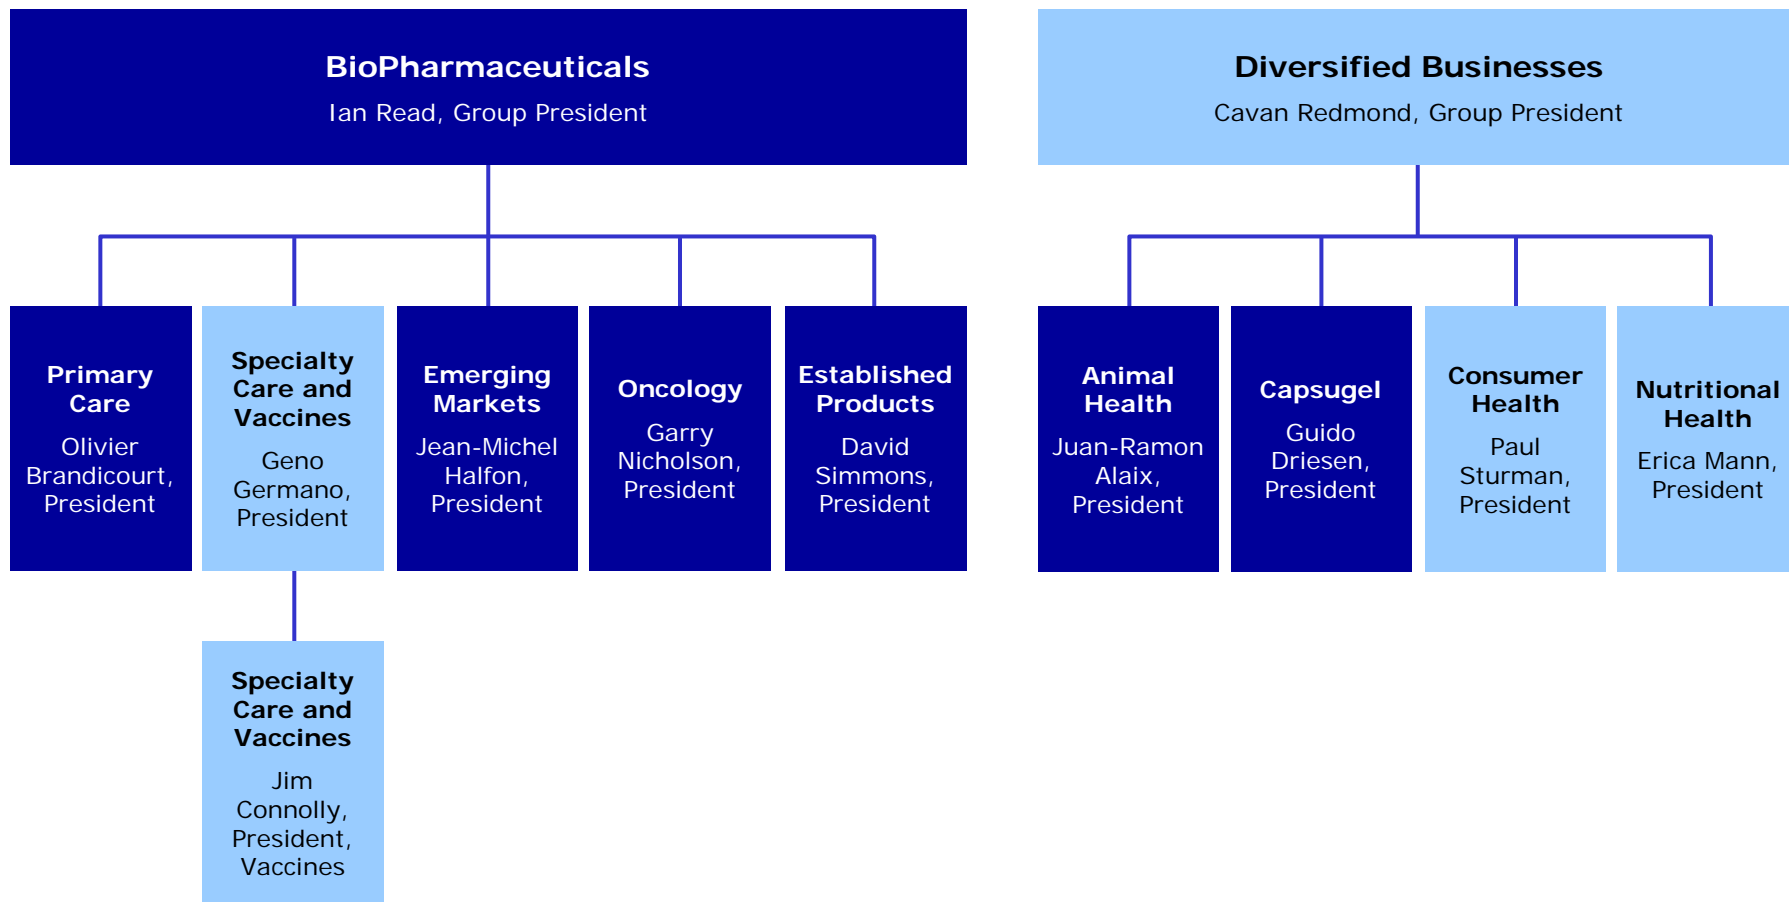 BioPharmaceuticals
Ian Read, Group President
Diversified Businesses
Cavan Redmond, Group President
Primary
Care
Olivier
Brandicourt,
President
Specialty
Care and
Vaccines
Geno
Germano,
President
Emerging
Markets
Jean-Michel
Halfon,
President
Oncology
Garry
Nicholson,
President
Established
Products
David
Simmons,
President
Animal
Health
Juan-Ramon
Alaix,
President
Capsugel
Guido
Driesen,
President
Consumer
Health
Paul
Sturman,
President
Nutritional
Health
Erica Mann,
President
Specialty
Care and
Vaccines
Jim
Connolly,
President,
Vaccines